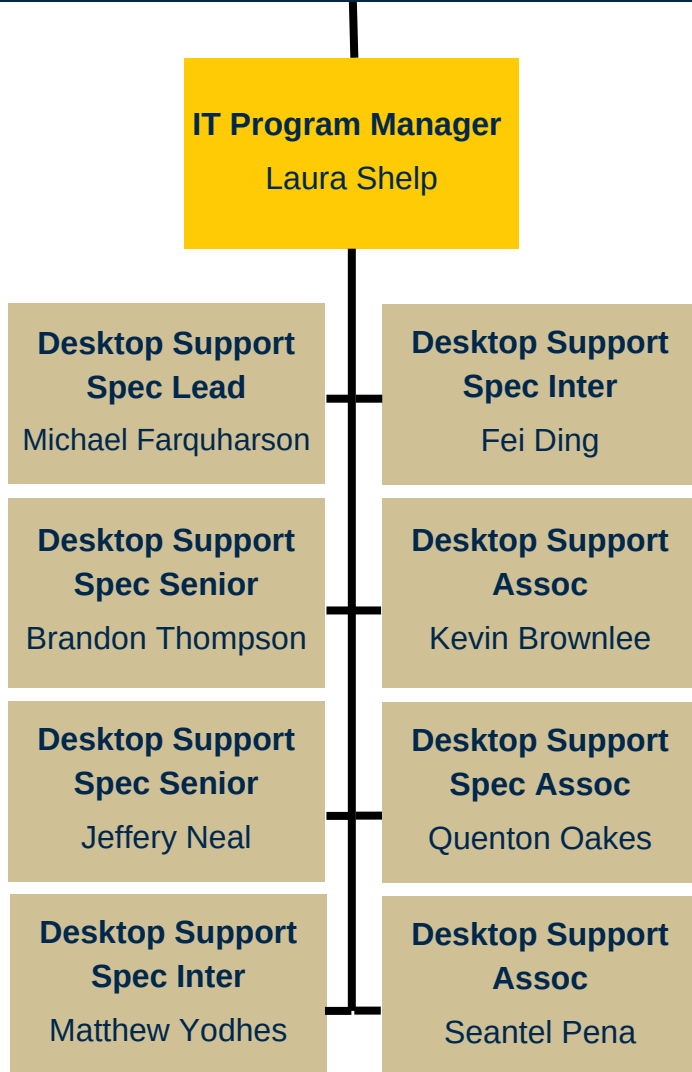 IT Program Manager
Laura Shelp
Desktop Support
Spec Lead
Michael Farquharson
Desktop Support
Spec Inter
Fei Ding
Desktop Support
Spec Senior
Brandon Thompson
Desktop Support
Assoc
Kevin Brownlee
Desktop Support
Spec Senior
Jeffery Neal
Desktop Support
Spec Assoc
Quenton Oakes
Desktop Support
Spec Inter
Matthew Yodhes
Desktop Support
Assoc
Seantel Pena